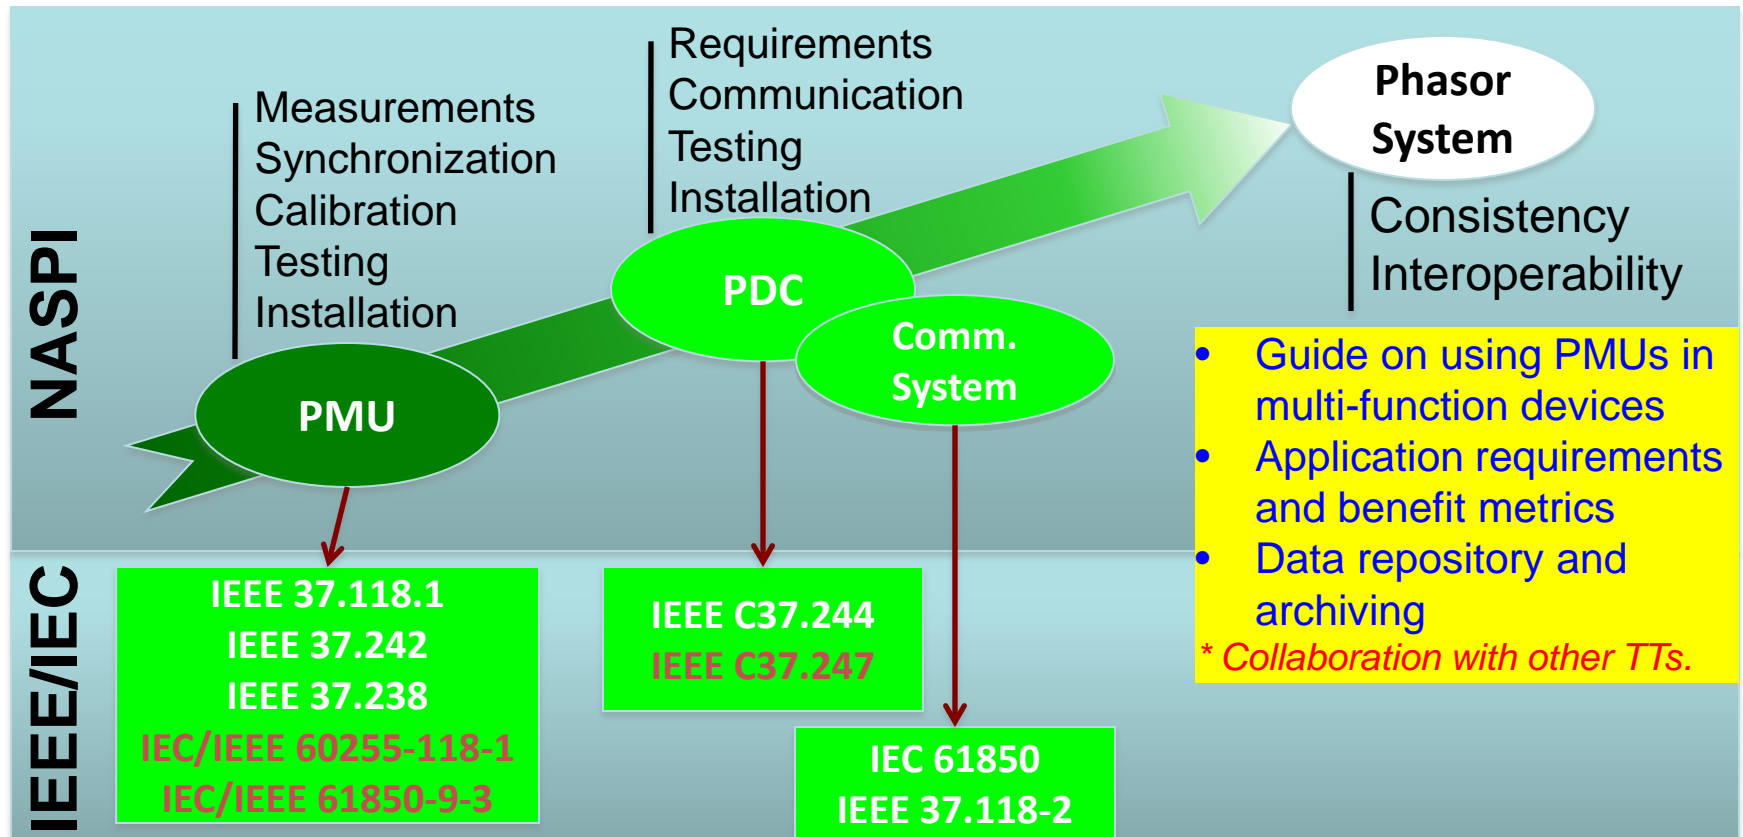 NASPI
Measurements
Synchronization
Calibration
Testing
Installation
PMU
Requirements
Communication
Testing
Installation
PDC
Comm.
System
Phasor
System
Consistency
Interoperability
• Guide on using PMUs in
multi-function devices
• Application requirements
and benefit metrics
• Data repository and
archiving
* Collaboration with other TTs.
IEEE/IEC
IEEE 37.118.1
IEEE 37.242
IEEE 37.238
IEC/IEEE 60255-118-1
IEC/IEEE 61850-9-3
IEEE C37.244
IEEE C37.247
IEC 61850
IEEE 37.118-2